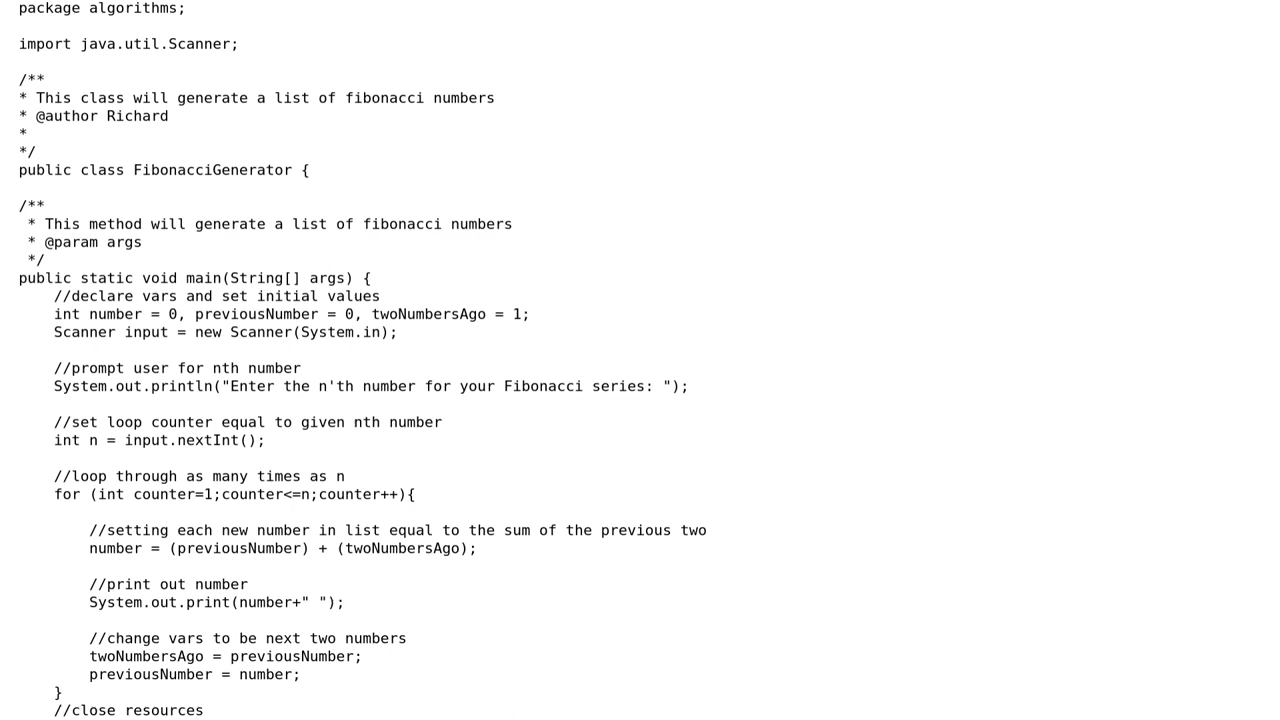 package algorithms;

import java.util.Scanner;

/**
* This class will generate a list of fibonacci numbers
* @author Richard
*
*/
public class FibonacciGenerator {

/**
 * This method will generate a list of fibonacci numbers
 * @param args
 */
public static void main(String[] args) {
    //declare vars and set initial values
    int number = 0, previousNumber = 0, twoNumbersAgo = 1;
    Scanner input = new Scanner(System.in);

    //prompt user for nth number
    System.out.println("Enter the n'th number for your Fibonacci series: ");

    //set loop counter equal to given nth number
    int n = input.nextInt();

    //loop through as many times as n
    for (int counter=1;counter<=n;counter++){

        //setting each new number in list equal to the sum of the previous two
        number = (previousNumber) + (twoNumbersAgo);

        //print out number
        System.out.print(number+" ");

        //change vars to be next two numbers
        twoNumbersAgo = previousNumber;
        previousNumber = number;
    }
    //close resources